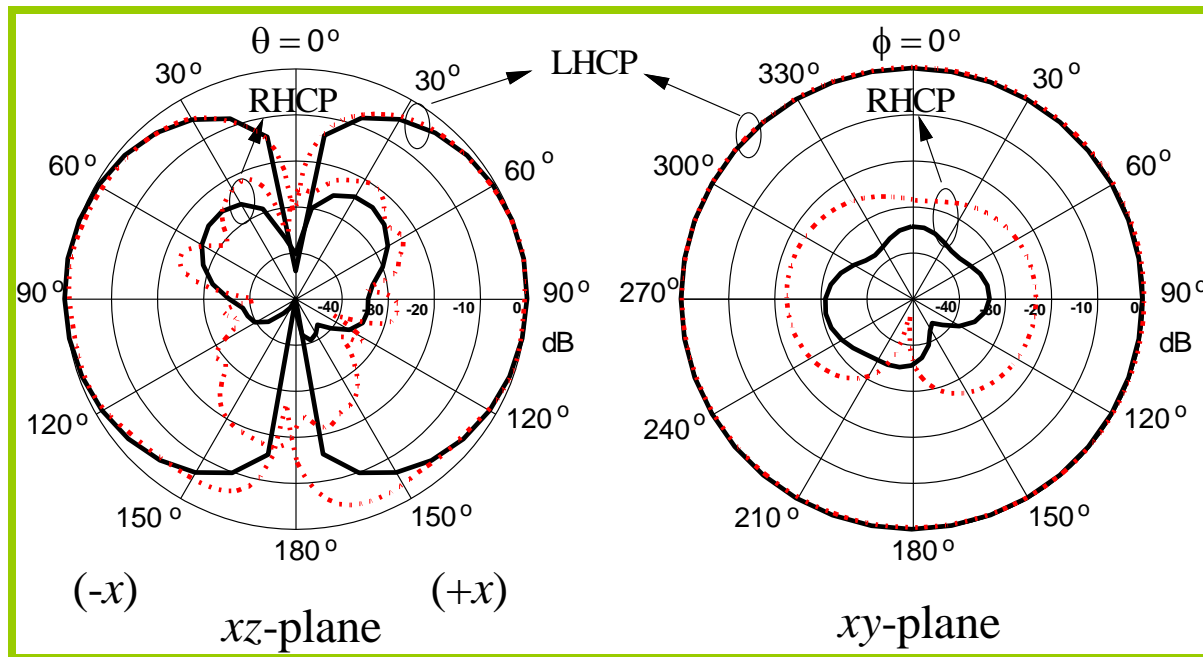 θ = 0°
30°
30°
60°
60°
90°
90°
dB
120°
120°
150°
150°
180°
RHCP
-40
-30
-20
-10
0
(-x)
(+x)
xz-plane
LHCP
ϕ = 0°
330°
30°
300°
60°
270°
90°
dB
240°
120°
210°
150°
180°
RHCP
-40
-30
-20
-10
0
xy-plane